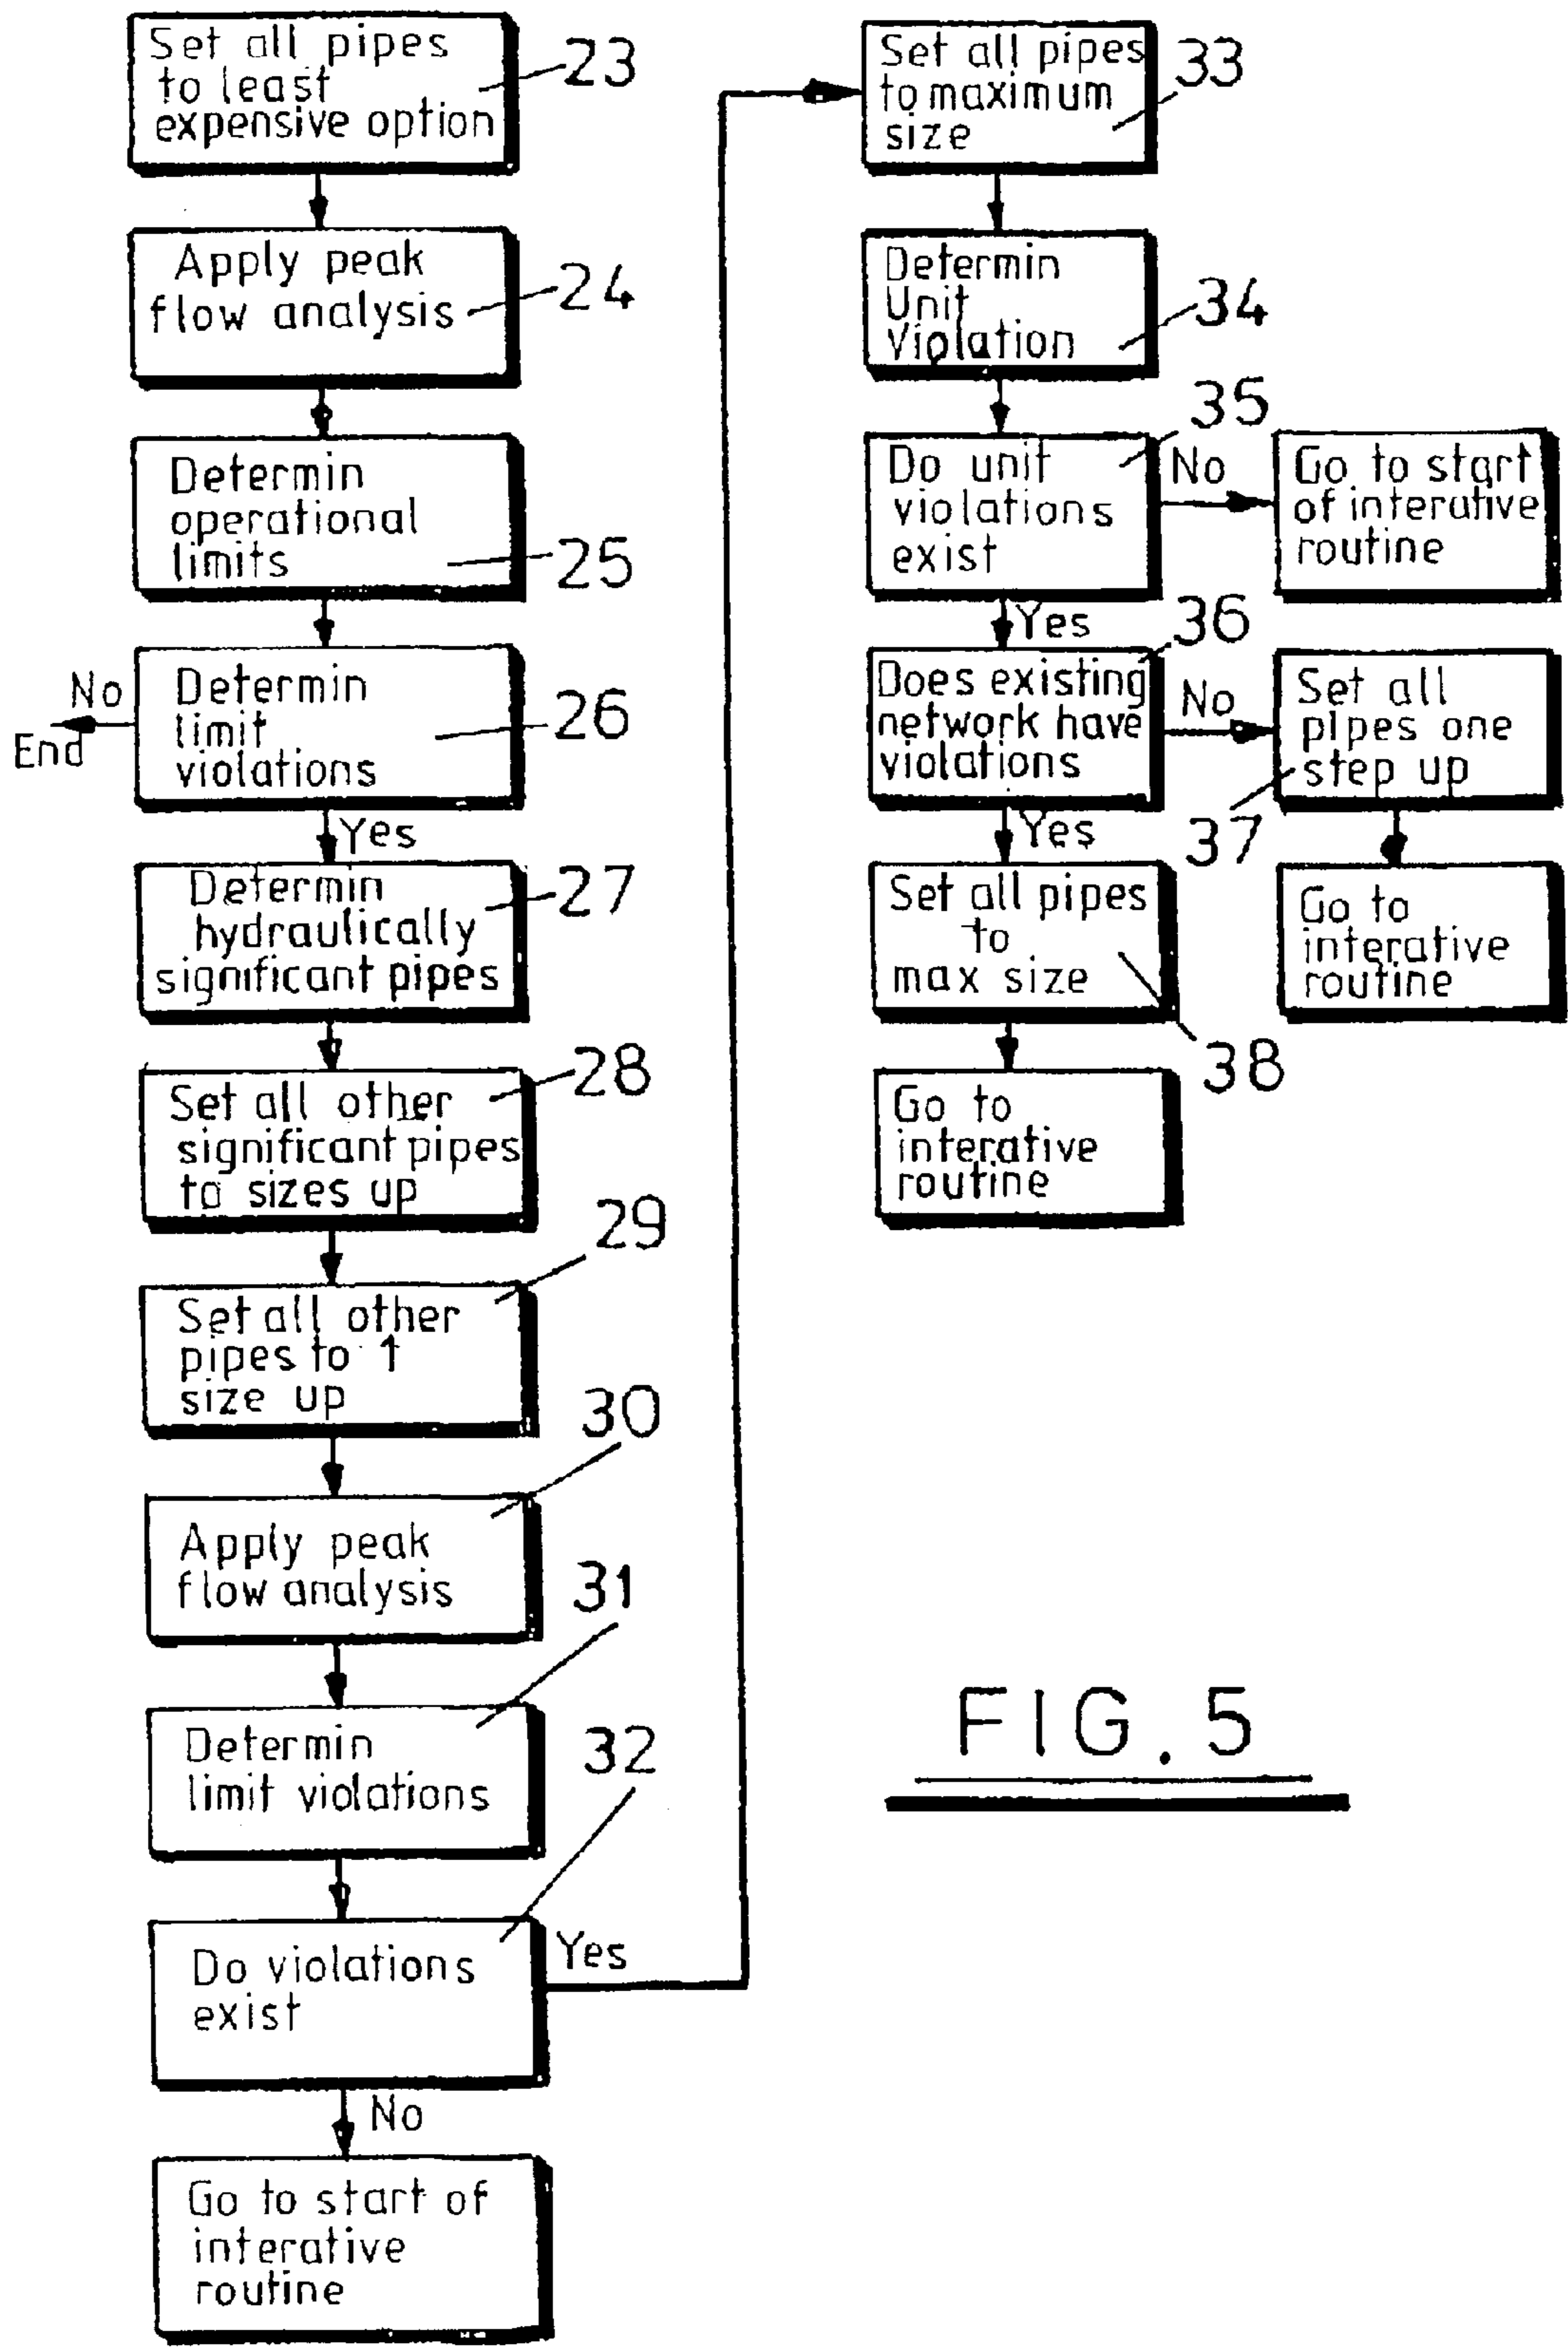 Set all pipes
to least
expensive option
23
Apply peak
flow analysis
24
Determin
operational
limits
25
Determin
limit
violations
26
No
End
Yes
Determin
hydraulically
significant pipes
27
Set all other
significant pipes
to sizes up
28
Set all other
pipes to 1
size up
29
Apply peak
flow analysis
30
Determin
limit violations
31
Do violations
exist
32
Yes
No
Go to start of
interative
routine
Set all pipes
to maximum
size
33
Determin
Unit
Violation
34
Do unit
violations
exist
35
No
Go to start
of interative
routine
Yes
Does existing
network have
violations
36
No
Set all
pipes one
step up
37
Go to
interative
routine
Yes
Set all pipes
to
max size
38
Go to
interative
routine
FIG. 5